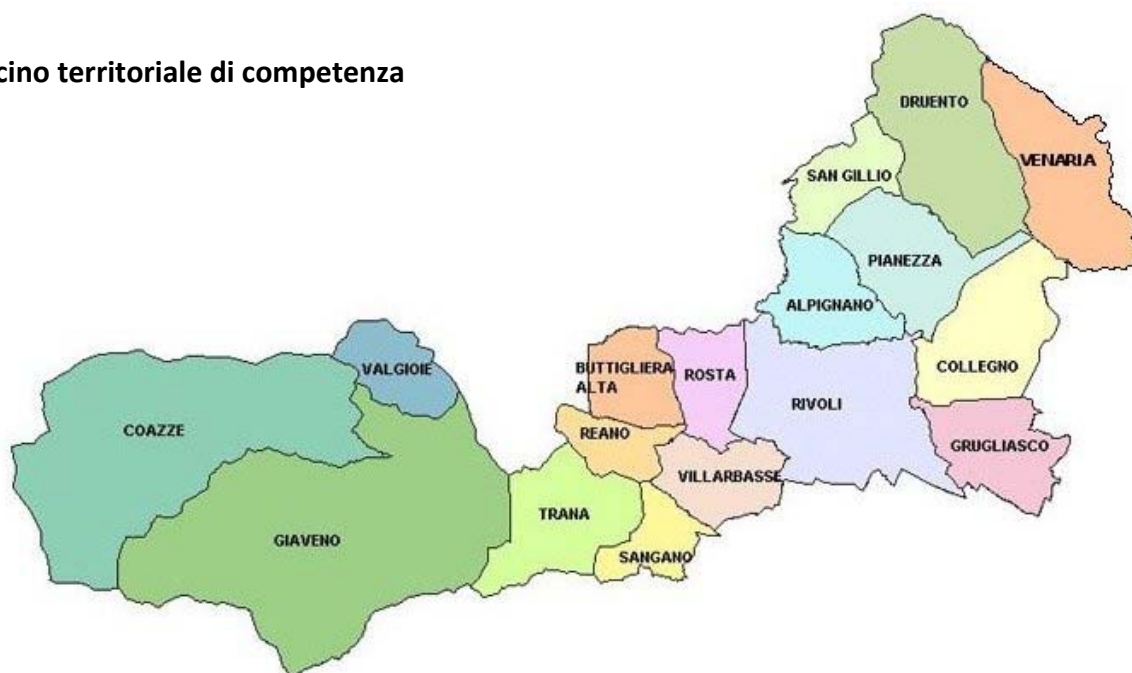 cino territoriale di competenza
DRUENTO
VENARIA
SAN GILLIO
PIANEZZA
ALPIGNANO
VALGIOIE
BUTTIGLIERA
ALTA
ROSTA
COLLEGNO
RIVOLI
COAZZE
REANO
GRUGLIASCO
VILLARBASSE
TRANA
GIAVENO
SANGANO